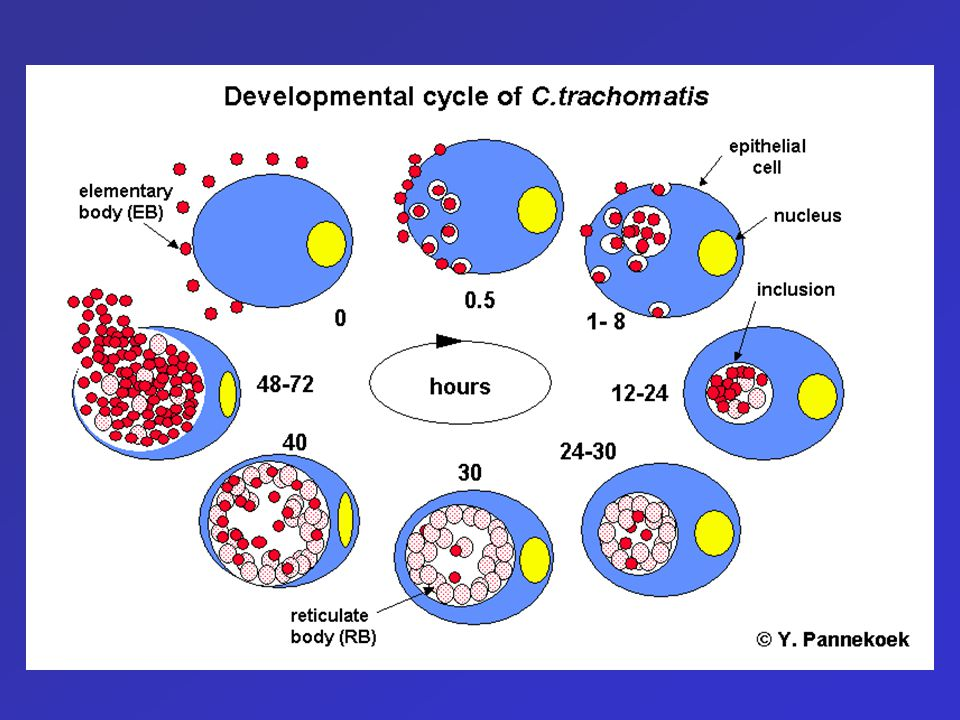 Developmental cycle of C.trachomatis
elementary
body (EB)
epithelial
cell
nucleus
inclusion
0
0.5
1- 8
12-24
24-30
30
40
48-72
hours
reticulate
body (RB)
© Y. Pannekoek